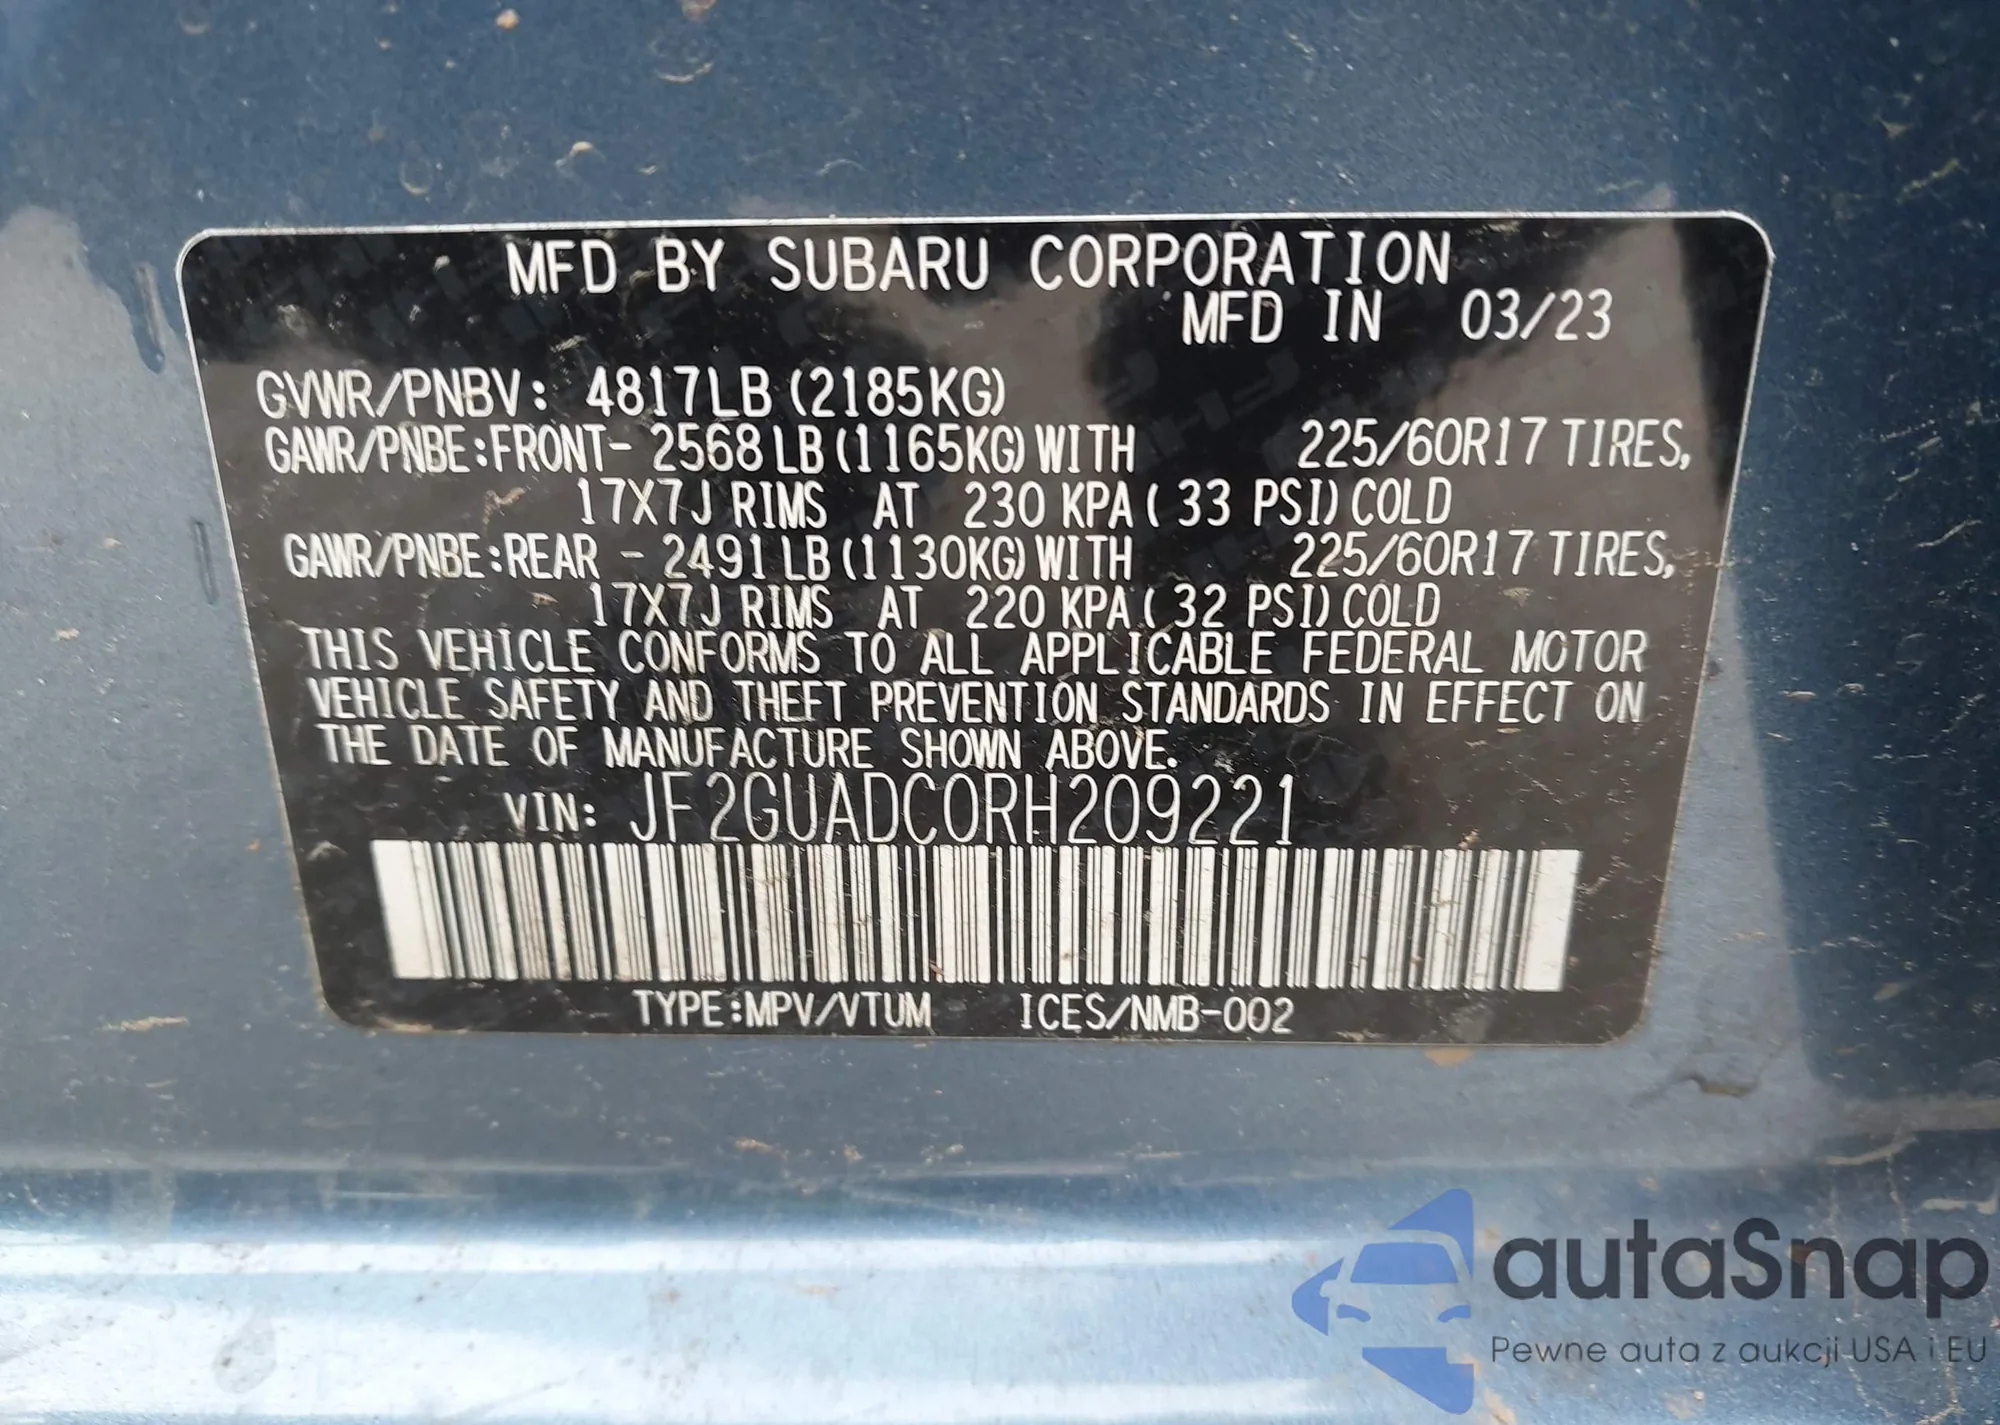 MFD BY SUBARU CORPORATION
MFD IN 03/23
GVWR/PNBV: 4817LB (2185KG)
GAWR/PNBE:FRONT- 2568LB(1165KG)WITH 225/60R17 TIRES,
17X7J RIMS AT 230 KPA( 33 PSI)COLD
GAWR/PNBE:REAR - 2491LB(1130KG)WITH 225/60R17 TIRES,
17X7J RIMS AT 220 KPA( 32 PSI)COLD
THIS VEHICLE CONFORMS TO ALL APPLICABLE FEDERAL MOTOR
VEHICLE SAFETY AND THEFT PREVENTION STANDARDS IN EFFECT ON
THE DATE OF MANUFACTURE SHOWN ABOVE.
VIN: JF2GUADC0RH209221
TYPE:MPV/VTUM ICES/NMB-002
autaSnap
Pewne auta z aukcji USA i EU